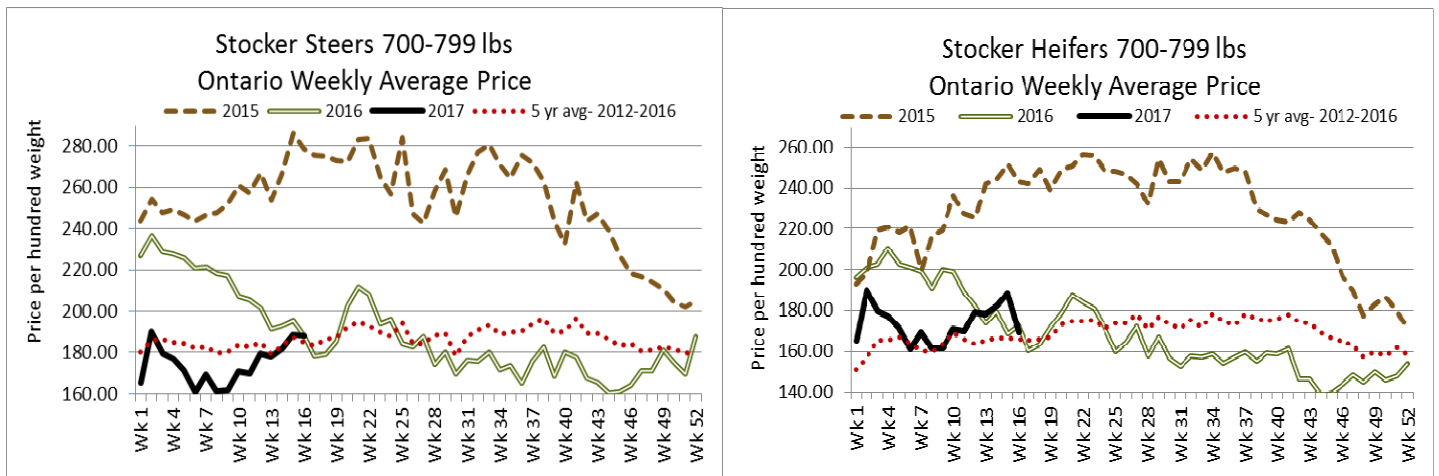 Stocker Steers 700-799 lbs
Ontario Weekly Average Price
2015 2016 2017 5 yr avg- 2012-2016
Price per hundred weight
280.00
260.00
240.00
220.00
200.00
180.00
160.00
Wk 1 Wk 4 Wk 7 Wk 10 Wk 13 Wk 16 Wk 19 Wk 22 Wk 25 Wk 28 Wk 31 Wk 34 Wk 37 Wk 40 Wk 43 Wk 46 Wk 49 Wk 52
Stocker Heifers 700-799 lbs
Ontario Weekly Average Price
2015 2016 2017 5 yr avg- 2012-2016
Price per hundred weight
260.00
240.00
220.00
200.00
180.00
160.00
140.00
Wk 1 Wk 4 Wk 7 Wk 10 Wk 13 Wk 16 Wk 19 Wk 22 Wk 25 Wk 28 Wk 31 Wk 34 Wk 37 Wk 40 Wk 43 Wk 46 Wk 49 Wk 52